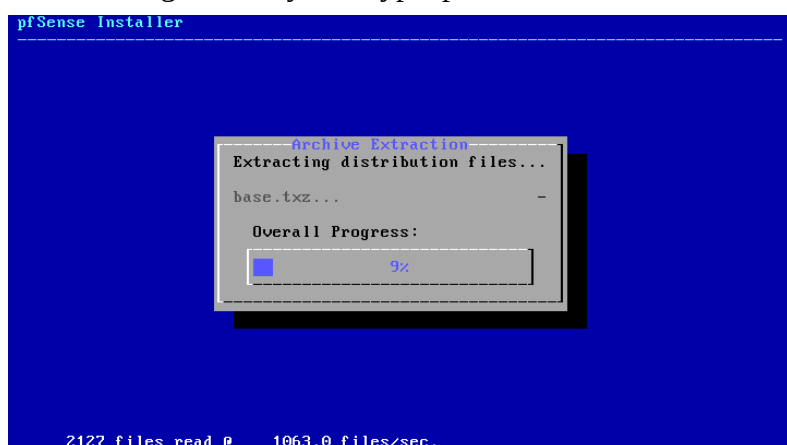 pfSense Installer
Archive Extraction
Extracting distribution files...
base.txz... -
Overall Progress:
9%
2127 files read @ 1063.0 files/sec.